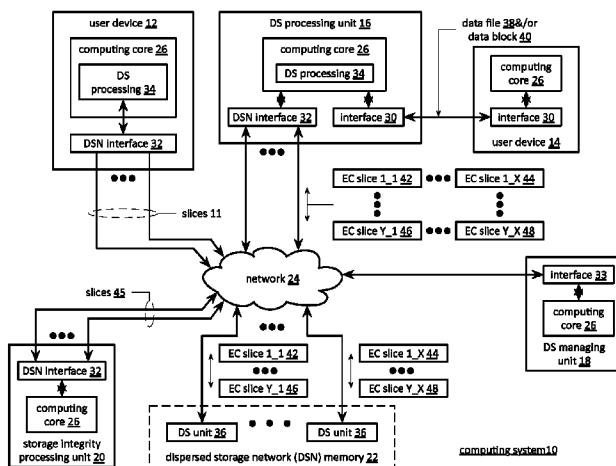 user device 12
computing core
26
DS
processing 34
DSN interface 32
DS processing unit 16
computing core 26
DS processing 34
DSN interface 32
interface 30
data file 38&/or
data block 40
computing
core 26
interface 30
user device 14
slices 11
EC slice 1_1 42
EC slice 1_X 44
EC slice Y_1 46
EC slice Y_X 48
network 24
interface 33
computing
core 26
DS managing
unit 18
slices 45
DSN Interface 32
computing
core 26
storage integrity
processing unit 20
EC slice 1_1 42
EC slice Y_1 46
EC slice 1_X 44
EC slice Y_X 48
DS unit 36
DS unit 36
dispersed storage network (DSN) memory 22
computing system10